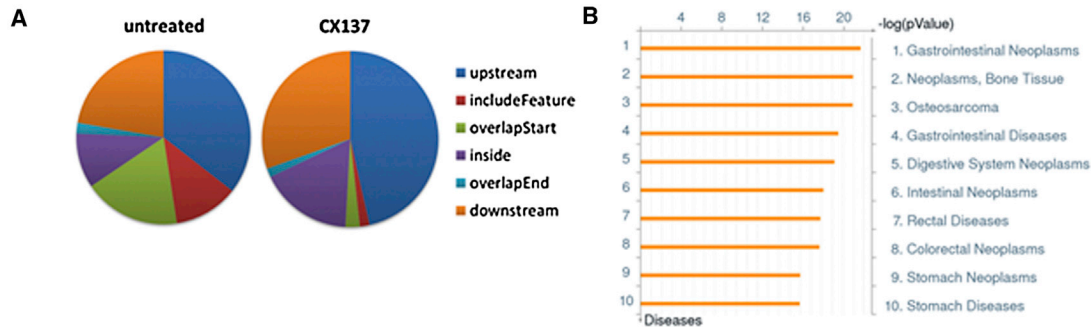 A
untreated
CX137
upstream
includeFeature
overlapStart
inside
overlapEnd
downstream
B
4 8 12 16 20
-log(pValue)
1
2
3
4
5
6
7
8
9
10
1. Gastrointestinal Neoplasms
2. Neoplasms, Bone Tissue
3. Osteosarcoma
4. Gastrointestinal Diseases
5. Digestive System Neoplasms
6. Intestinal Neoplasms
7. Rectal Diseases
8. Colorectal Neoplasms
9. Stomach Neoplasms
10. Stomach Diseases
Diseases